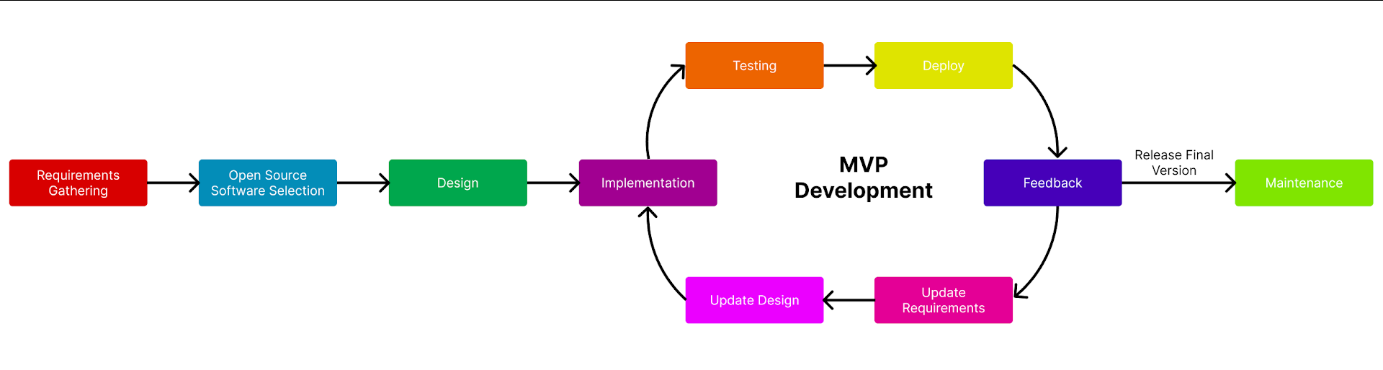 Testing
Deploy
Requirements
Gathering
Open Source
Software Selection
Design
Implementation
MVP
Development
Feedback
Release Final
Version
Maintenance
Update Design
Update
Requirements